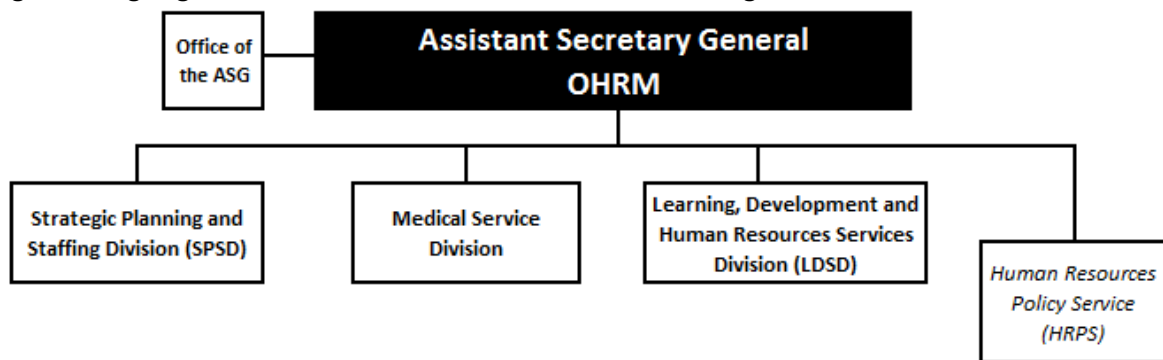 Office of
the ASG
Assistant Secretary General
OHRM
Strategic Planning and
Staffing Division (SPSD)
Medical Service
Division
Learning, Development and
Human Resources Services
Division (LDSD)
Human Resources
Policy Service
(HRPS)